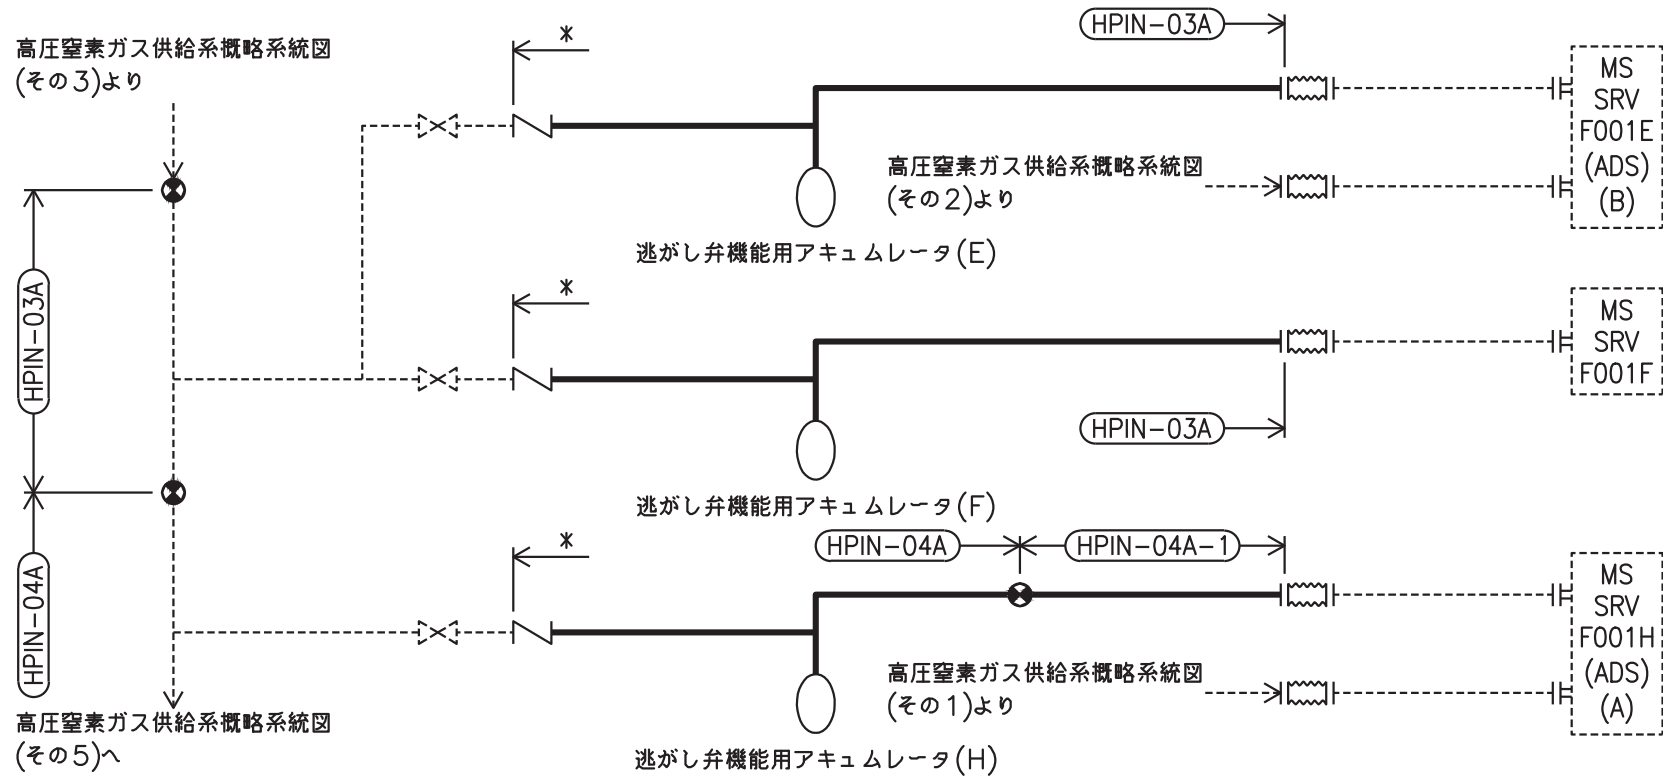 高圧窒素ガス供給系概略系統図
(その3)より
*
HPIN-03A
MS
SRV
F001E
(ADS)
(B)
高圧窒素ガス供給系概略系統図
(その2)より
逃がし弁機能用アキュムレータ(E)
HPIN-03A
*
MS
SRV
F001F
HPIN-03A
逃がし弁機能用アキュムレータ(F)
HPIN-04A
*
HPIN-04A
HPIN-04A-1
MS
SRV
F001H
(ADS)
(A)
高圧窒素ガス供給系概略系統図
(その1)より
高圧窒素ガス供給系概略系統図
(その5)へ
逃がし弁機能用アキュムレータ(H)